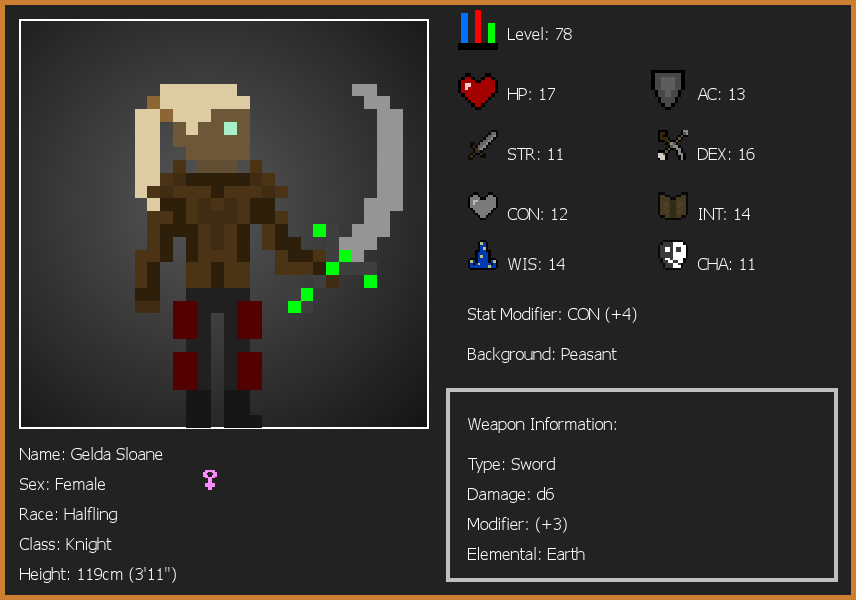 Level: 78
HP: 17
AC: 13
STR: 11
DEX: 16
CON: 12
INT: 14
WIS: 14
CHA: 11
Stat Modifier: CON (+4)
Background: Peasant
Weapon Information:
Type: Sword
Damage: d6
Modifier: (+3)
Elemental: Earth
Name: Gelda Sloane
Sex: Female
Race: Halfling
Class: Knight
Height: 119cm (3'11")